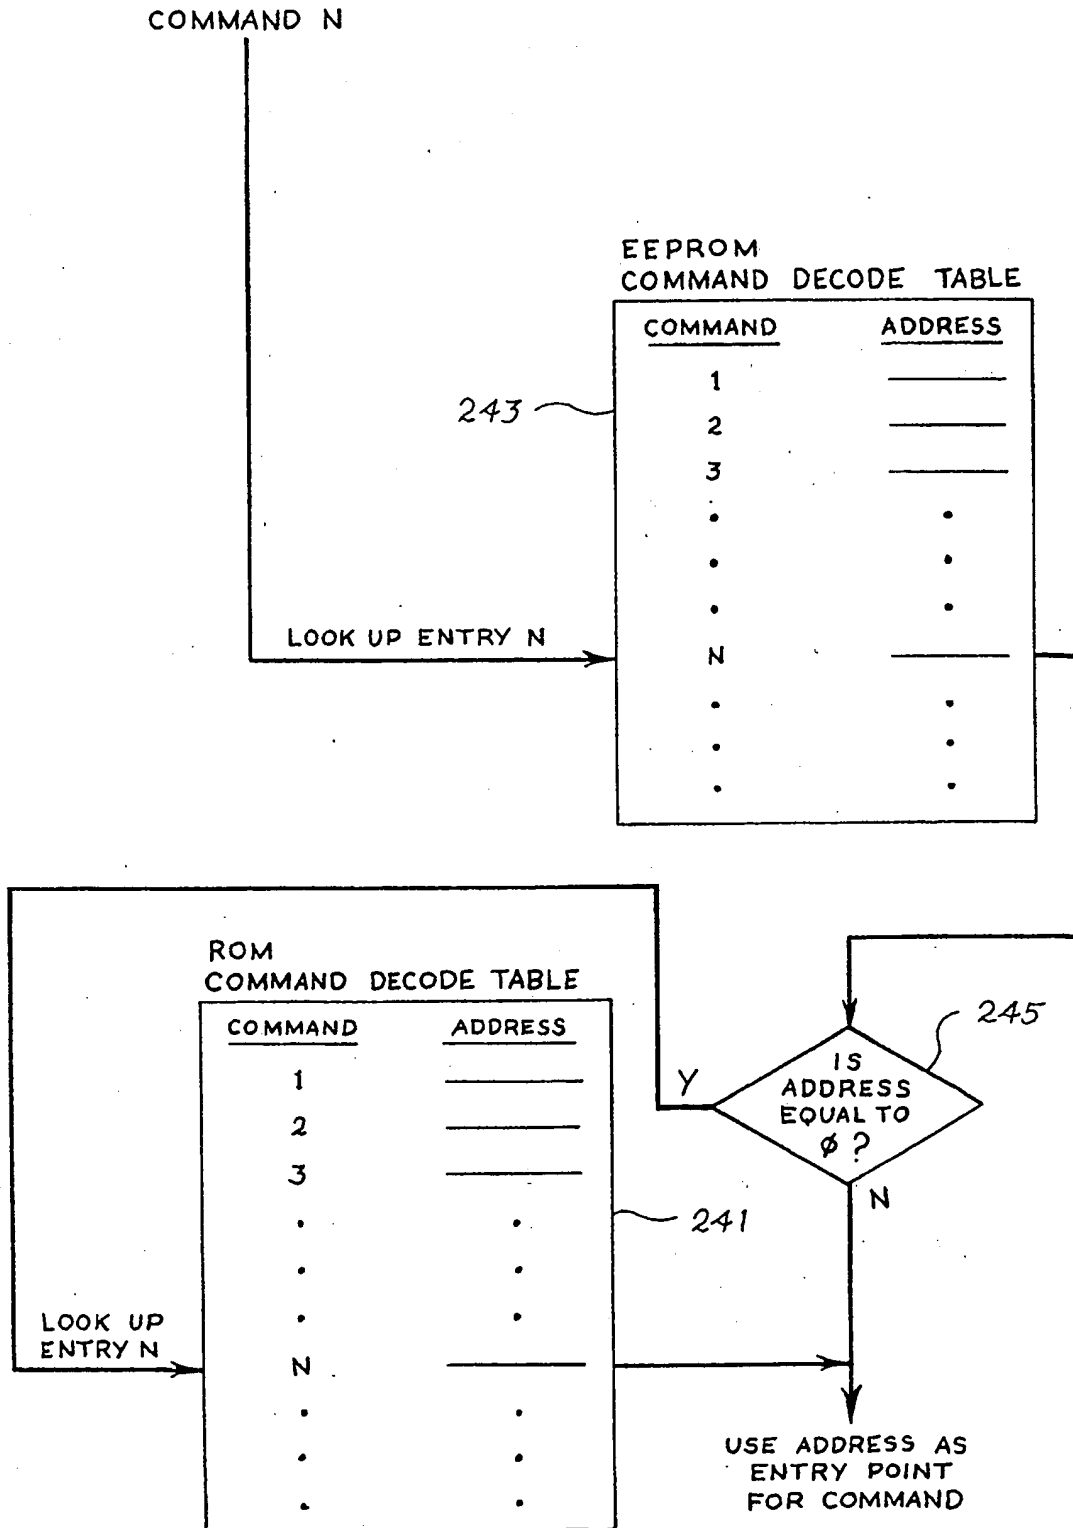 COMMAND N
EEPROM
COMMAND DECODE TABLE
COMMAND ADDRESS
1
243
2
3
LOOK UP ENTRY N
N
ROM
COMMAND DECODE TABLE
COMMAND ADDRESS
1
2
3
241
LOOK UP
ENTRY N
N
245
Y
IS
ADDRESS
EQUAL TO
ø ?
N
USE ADDRESS AS
ENTRY POINT
FOR COMMAND